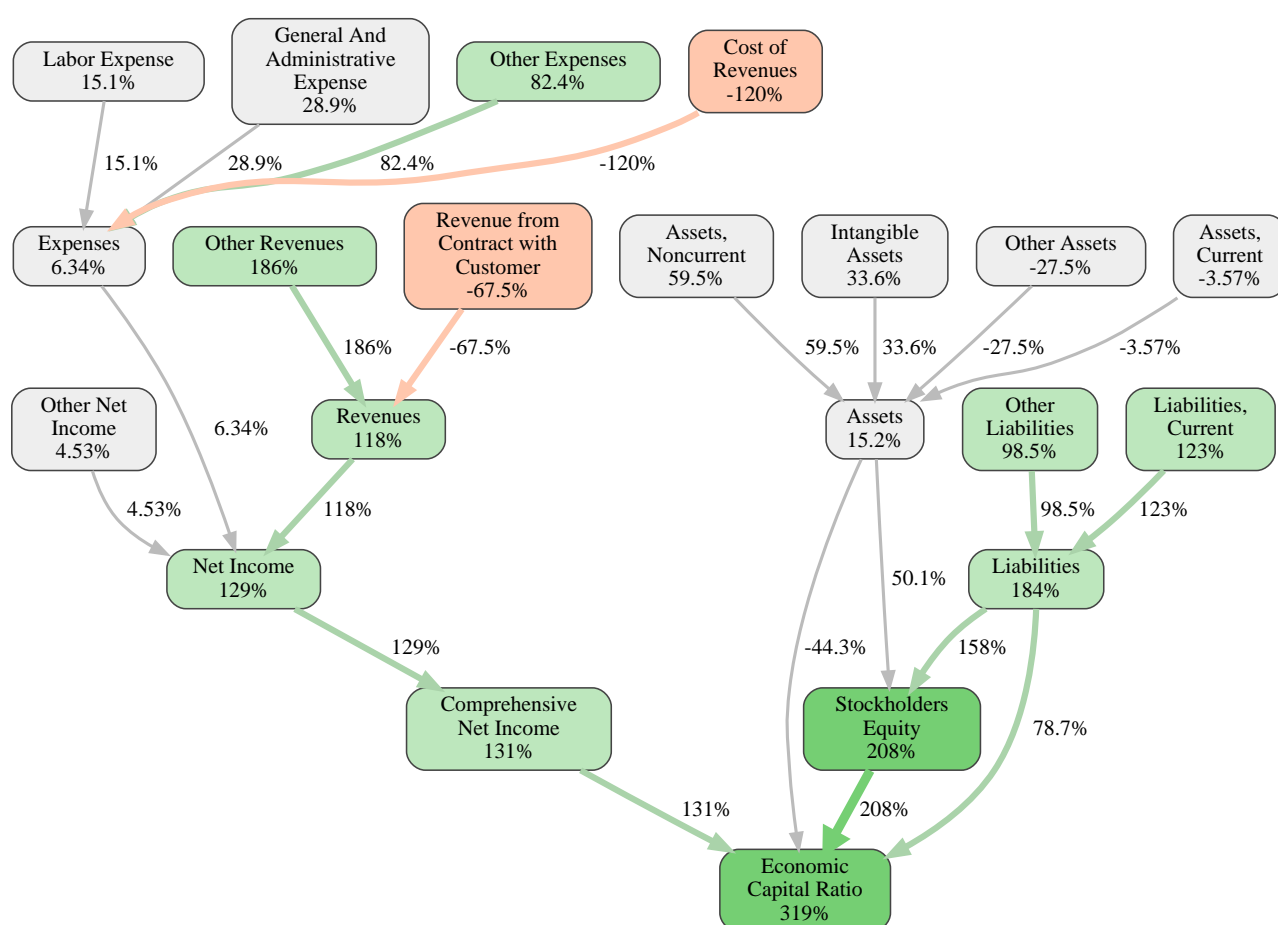 Labor Expense
15.1%
General And
Administrative
Expense
28.9%
Other Expenses
82.4%
Cost of
Revenues
-120%
15.1%
28.9%
82.4%
-120%
Expenses
6.34%
Other Revenues
186%
Revenue from
Contract with
Customer
-67.5%
Assets,
Noncurrent
59.5%
Intangible
Assets
33.6%
Other Assets
-27.5%
Assets,
Current
-3.57%
186%
-67.5%
59.5%
33.6%
-27.5%
-3.57%
Other Net
Income
4.53%
6.34%
Revenues
118%
Assets
15.2%
Other
Liabilities
98.5%
Liabilities,
Current
123%
4.53%
118%
98.5%
123%
Net Income
129%
50.1%
Liabilities
184%
129%
-44.3%
158%
Comprehensive
Net Income
131%
Stockholders
Equity
208%
78.7%
131%
208%
Economic
Capital Ratio
319%